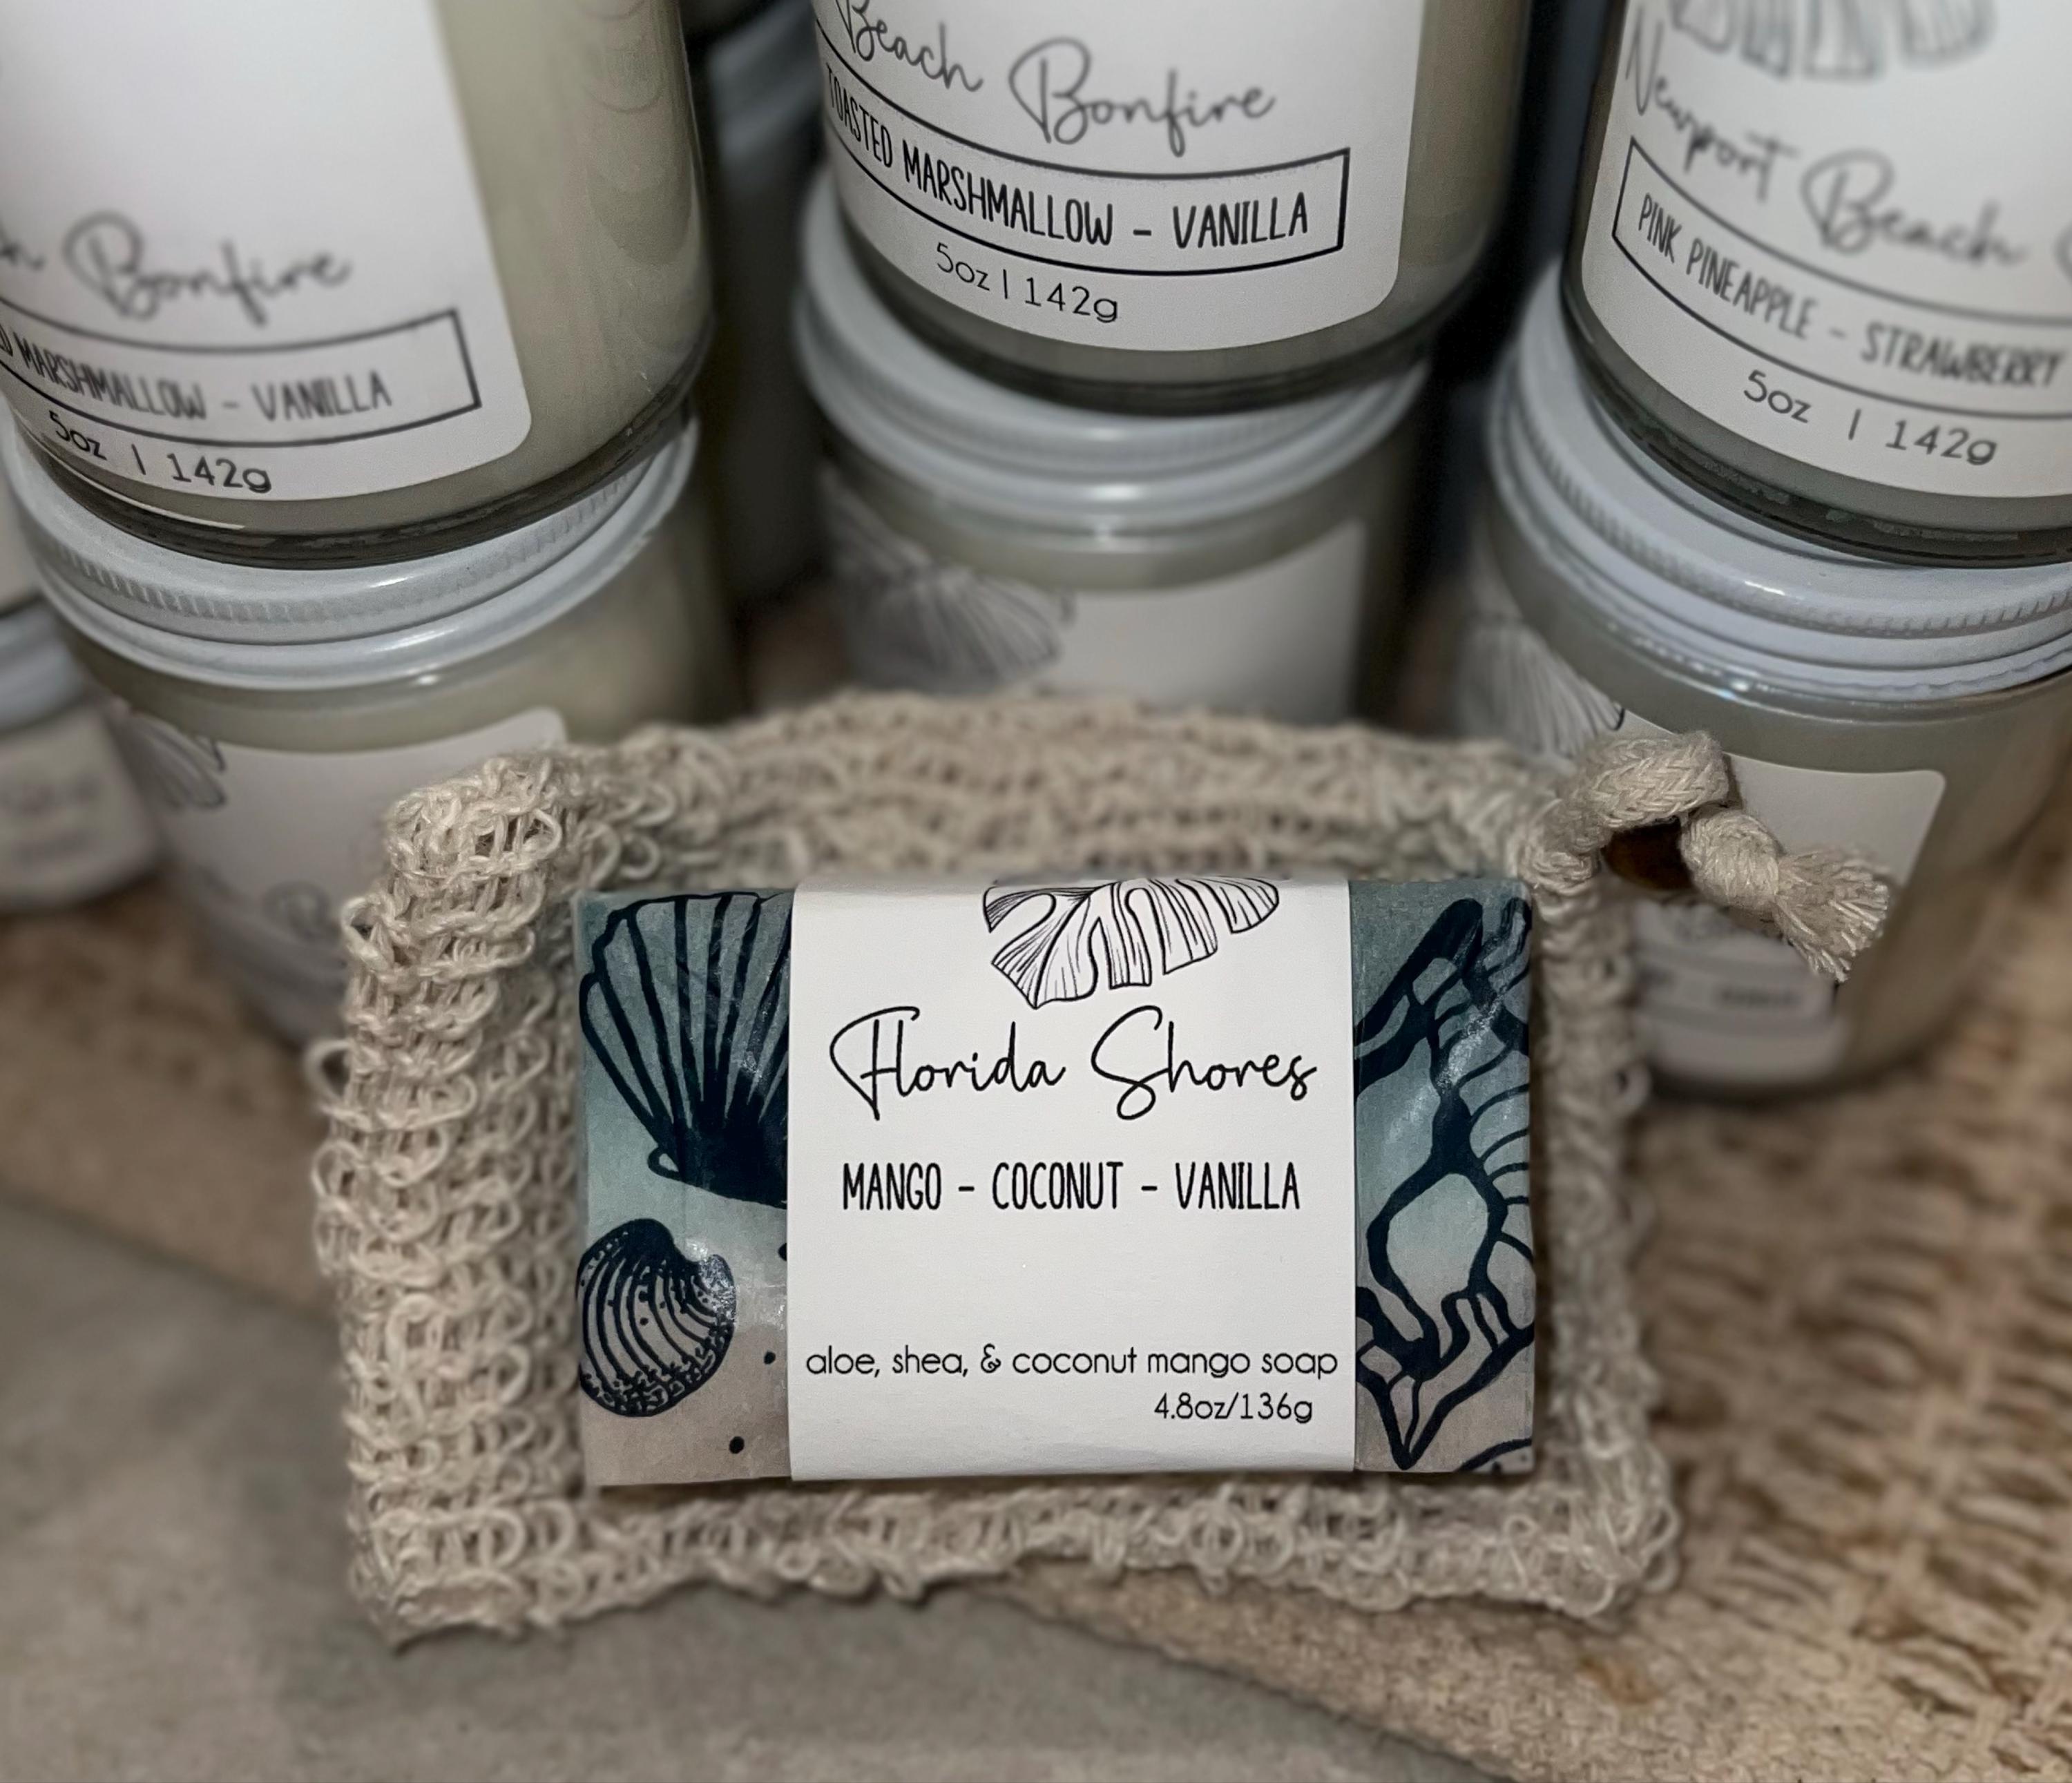 Bonfire
MARSHMALLOW - VANILLA
5oz | 142g
Beach Bonfire
TOASTED MARSHMALLOW - VANILLA
5oz | 142g
Newport Beach
PINK PINEAPPLE - STRAWBERRY
5oz | 142g
Florida Shores
MANGO - COCONUT - VANILLA
aloe, shea, & coconut mango soap
4.8oz/136g